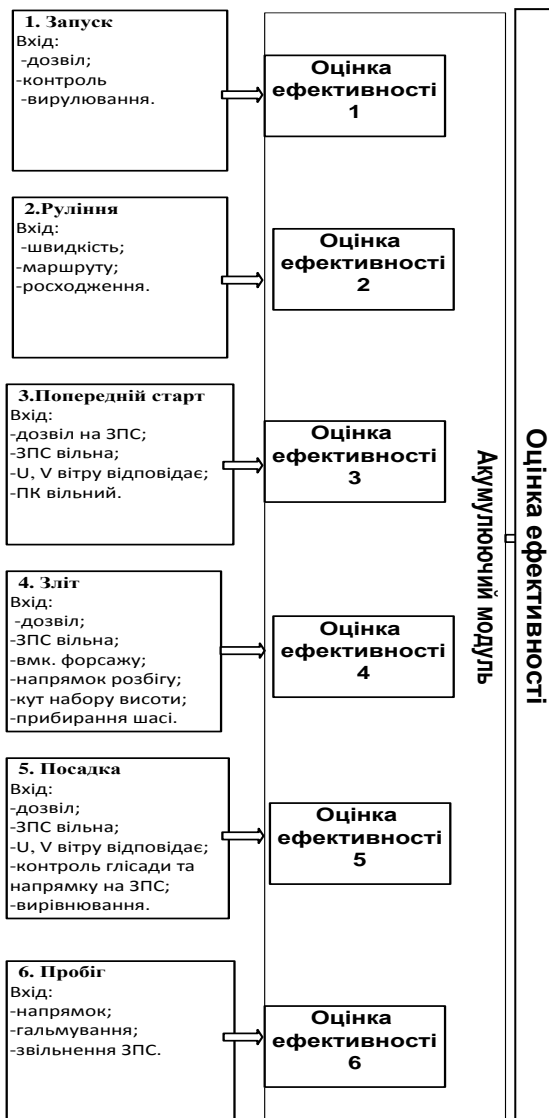 1. Запуск
Вхід:
-дозвіл;
-контроль
-вирулювання.
Оцінка
ефективності
1
2.Руління
Вхід:
-швидкість;
-маршруту;
-росходження.
Оцінка
ефективності
2
3.Попередній старт
Вхід:
-дозвіл на ЗПС;
-ЗПС вільна;
-U, V вітру відповідає;
-ПК вільний.
Оцінка
ефективності
3
4. Зліт
Вхід:
-дозвіл;
-ЗПС вільна;
-вмк. форсажу;
-напрямок розбігу;
-кут набору висоти;
-прибирання шасі.
Оцінка
ефективності
4
5. Посадка
Вхід:
-дозвіл;
-ЗПС вільна;
-U, V вітру відповідає;
-контроль глісади та
напрямку на ЗПС;
-вирівнювання.
Оцінка
ефективності
5
6. Пробіг
Вхід:
-напрямок;
-гальмування;
-звільнення ЗПС.
Оцінка
ефективності
6
Акумулюючий модуль
Оцінка ефективності